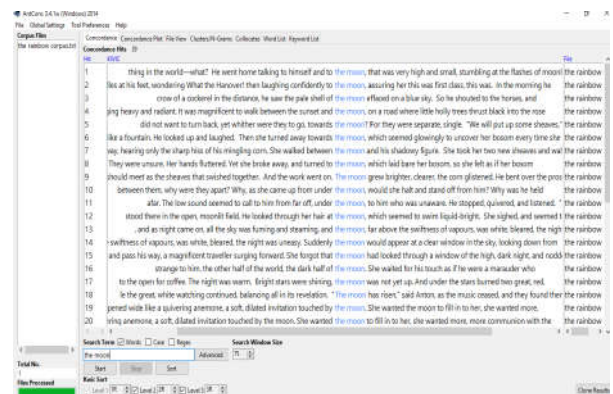 AntConc 3.4.1w (Windows) 2014
File Global Settings Tool Preferences Help
Corpus Files
the rainbow corpus.txt
Concordance Concordance Plot File View Clusters/N-Grams Collocates Word List Keyword List
Concordance Hits
Hit KWIC File
1 thing in the world—what? He went home talking to himself and to the moon, that was very high and small, stumbling at the flashes of moonl the rainbow
2 lles at his feet, wondering What the Hanover! then laughing confidently to the moon, assuring her this was first class, this was. In the morning he the rainbow
3 crow of a cockerel in the distance, he saw the pale shell of the moon effaced on a blue sky. So he shouted to the horses, and the rainbow
4 ping heavy and radiant. It was magnificent to walk between the sunset and the moon, on a road where little holly trees thrust black into the rose the rainbow
5 did not want to turn back, yet whither were they to go, towards the moon? For they were separate, single. "We will put up some sheaves," the rainbow
6 like a fountain. He looked up and laughed. Then she turned away towards the moon, which seemed glowingly to uncover her bosom every time she the rainbow
7 way, hearing only the sharp hiss of his mingling corn. She walked between the moon and his shadowy figure. She took her two new sheaves and wal the rainbow
8 They were unsure. Her hands fluttered. Yet she broke away, and turned to the moon, which laid bare her bosom, so she felt as if her bosom the rainbow
9 should meet as the sheaves that swished together. And the work went on. The moon grew brighter, clearer, the corn glistened. He bent over the pros the rainbow
10 between them, why were they apart? Why, as she came up from under the moon, would she halt and stand off from him? Why was he held the rainbow
11 afar. The low sound seemed to call to him from far off, under the moon, to him who was unaware. He stopped, quivered, and listened. " the rainbow
12 stood there in the open, moonlit field. He looked through her hair at the moon, which seemed to swim liquid-bright. She sighed, and seemed t the rainbow
13 , and as night came on, all the sky was fuming and steaming, and the moon, far above the swiftness of vapours, was white, bleared, the nigh the rainbow
14 swiftness of vapours, was white, bleared, the night was uneasy. Suddenly the moon would appear at a clear window in the sky, looking down from the rainbow
15 and pass his way, a magnificent traveller surging forward. She forgot that the moon had looked through a window of the high, dark night, and nodd the rainbow
16 strange to him. the other half of the world, the dark half of the moon. She waited for his touch as if he were a marauder who the rainbow
17 to the open for coffee. The night was warm. Bright stars were shining, the moon was not yet up. And under the stars burned two great, red, the rainbow
18 le the great, white watching continued, balancing all in its revelation. "The moon has risen," said Anton, as the music ceased, and they found ther the rainbow
19 pened wide like a quivering anemone, a soft, dilated invitation touched by the moon. She wanted the moon to fill in to her, she wanted more, the rainbow
20 ring anemone, a soft, dilated invitation touched by the moon. She wanted the moon to fill in to her, she wanted more, more communion with the the rainbow
Search Term Words Case Regex Search Window Size
the moon Advanced 75
Start Stop Sort
Total No.
1
Files Processed
Kwic Sort
Level 1 1R Level 2 2R Level 3 3R
Clone Results